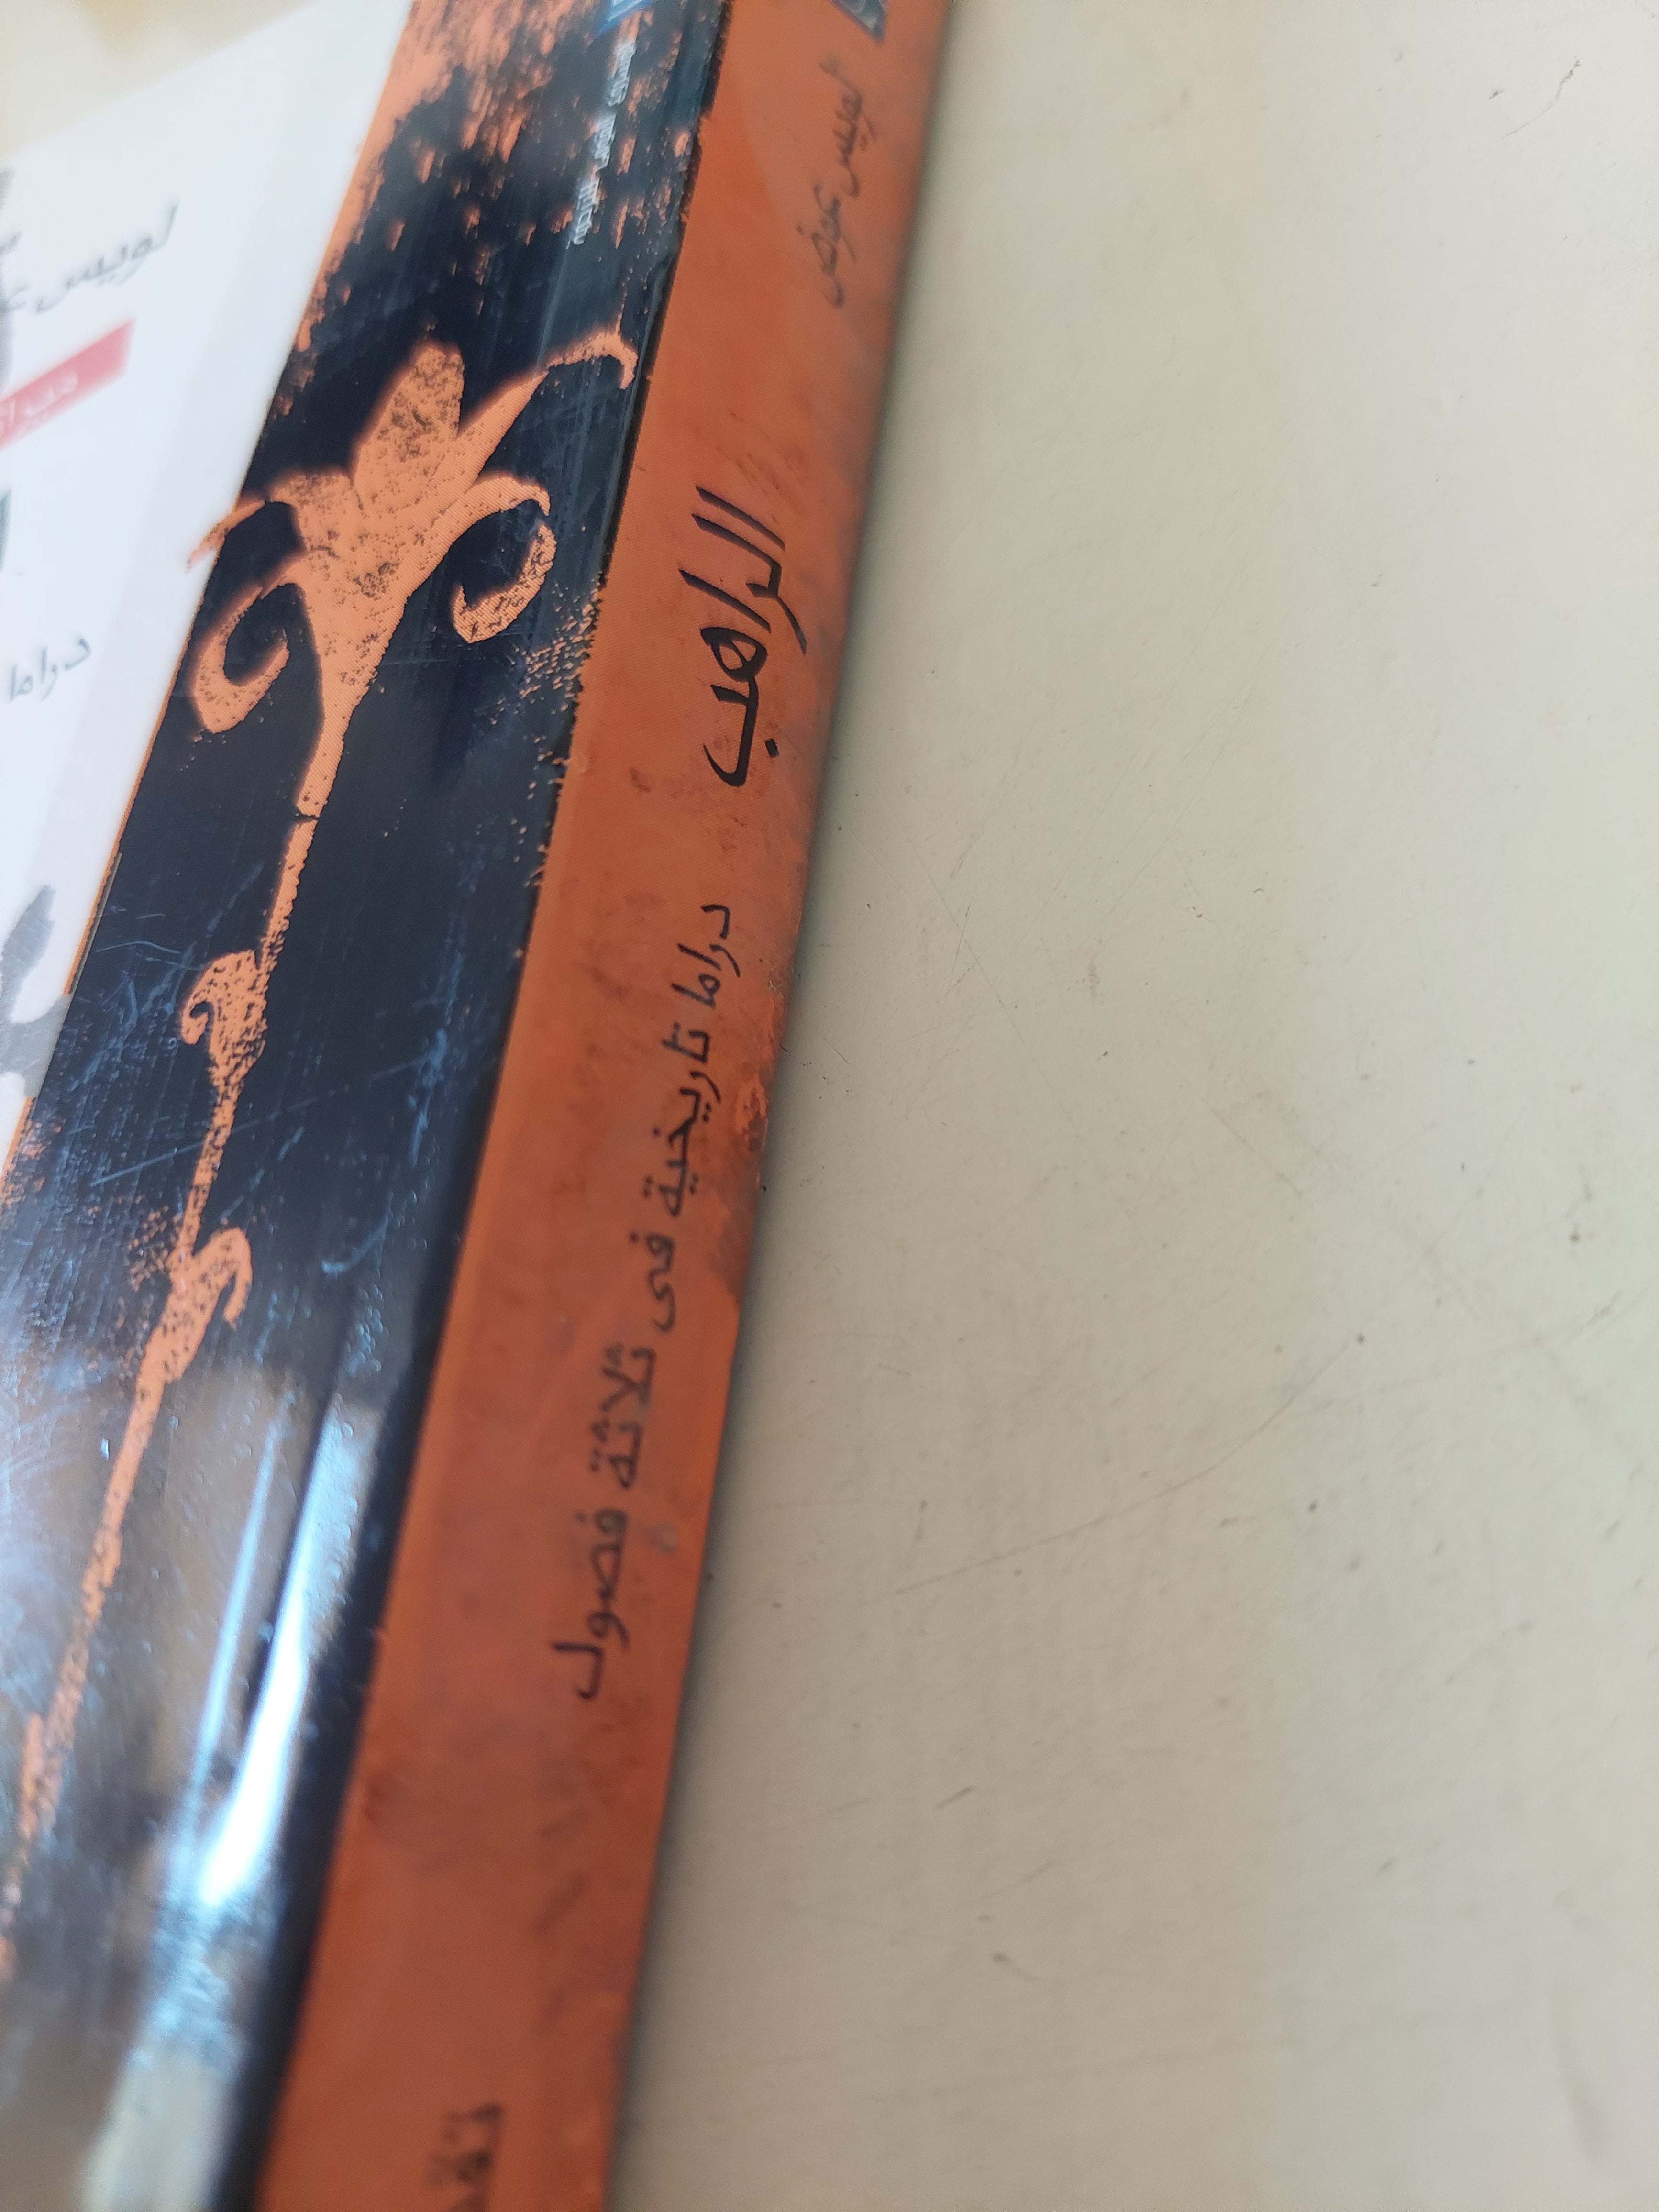 لويس عوض
الراهب
دراما تاريخية فى ثلاثة فصول
لويس
دراما